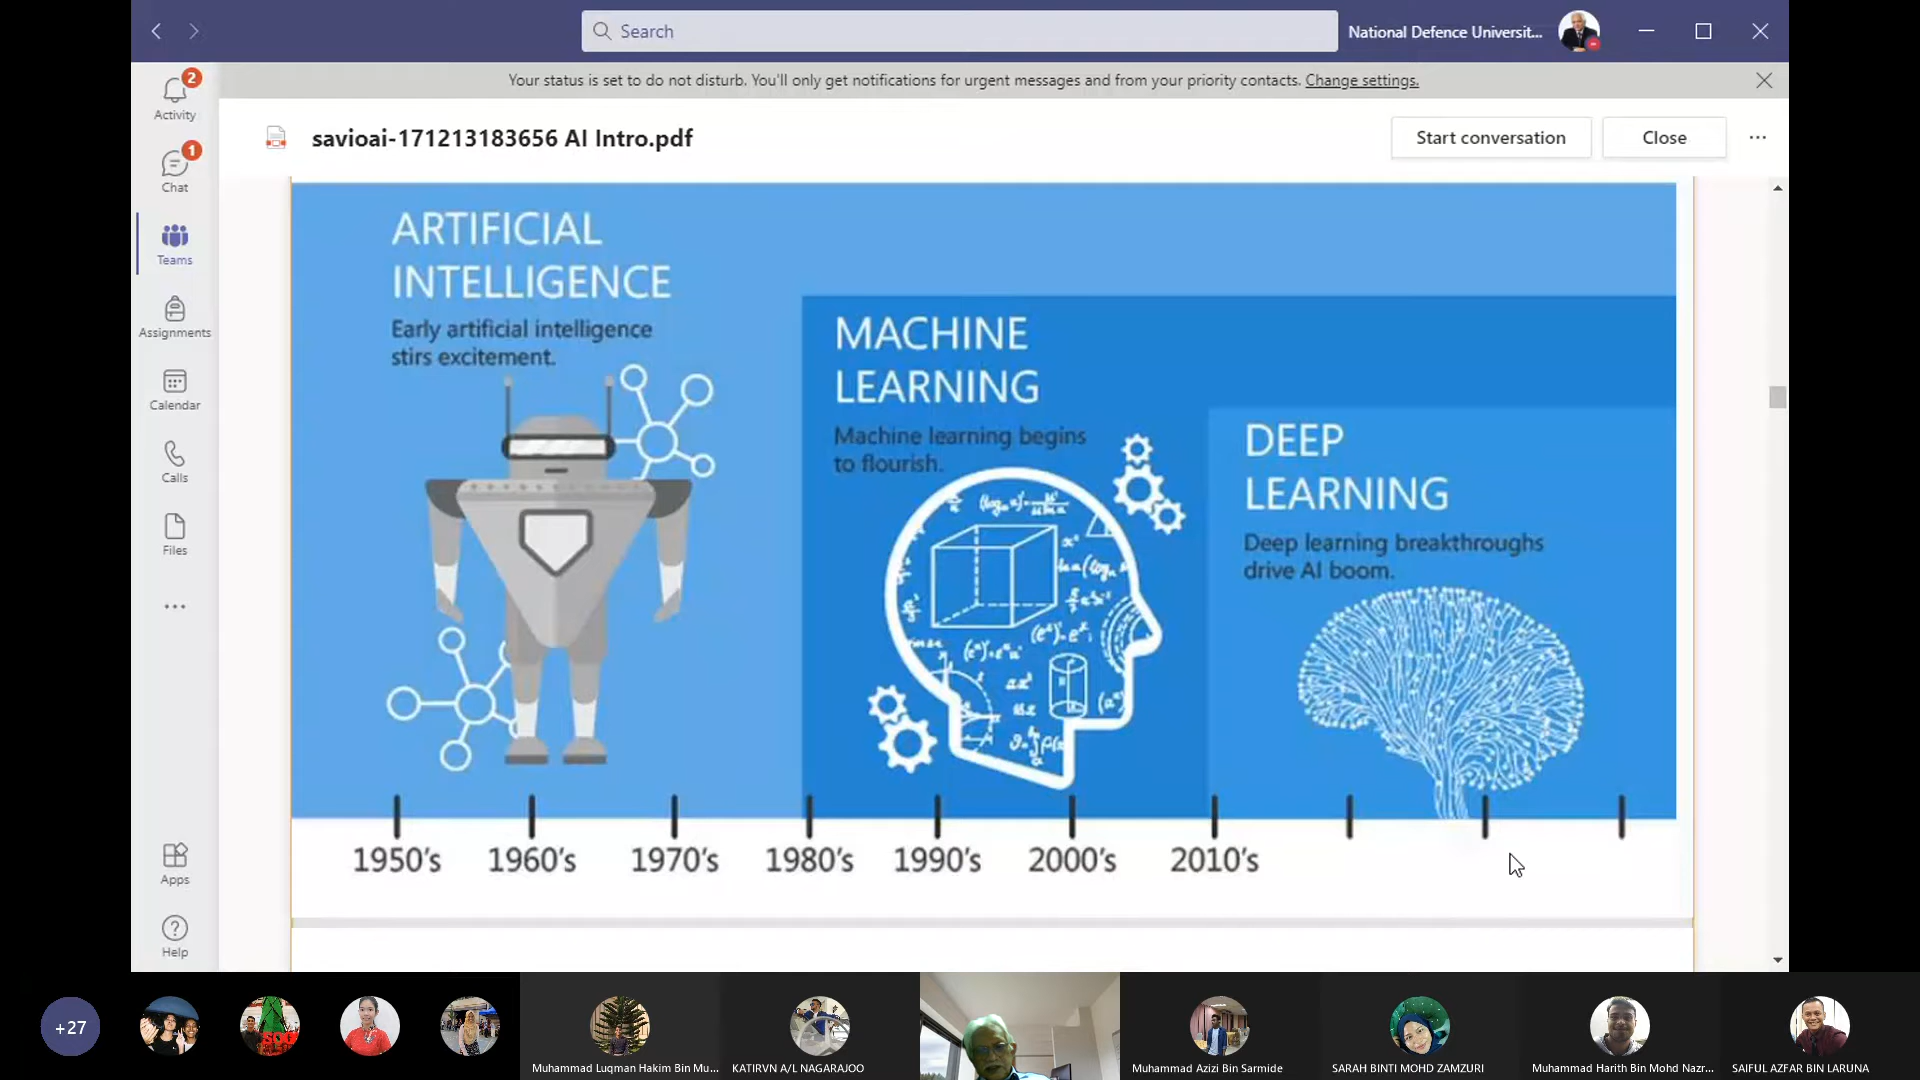 Search
National Defence Universit...
Your status is set to do not disturb. You'll only get notifications for urgent messages and from your priority contacts. Change settings.
2
Activity
1
Chat
Teams
Assignments
Calendar
Calls
Files
Apps
Help
savioai-171213183656 AI Intro.pdf
Start conversation
Close
ARTIFICIAL
INTELLIGENCE
Early artificial intelligence
stirs excitement.
MACHINE
LEARNING
Machine learning begins
to flourish.
DEEP
LEARNING
Deep learning breakthroughs
drive AI boom.
1950's 1960's 1970's 1980's 1990's 2000's 2010's
+27
Muhammad Luqman Hakim Bin Mu...
KATIRVN A/L NAGARAJOO
Muhammad Azizi Bin Sarmide
SARAH BINTI MOHD ZAMZURI
Muhammad Harith Bin Mohd Nazr...
SAIFUL AZFAR BIN LARUNA